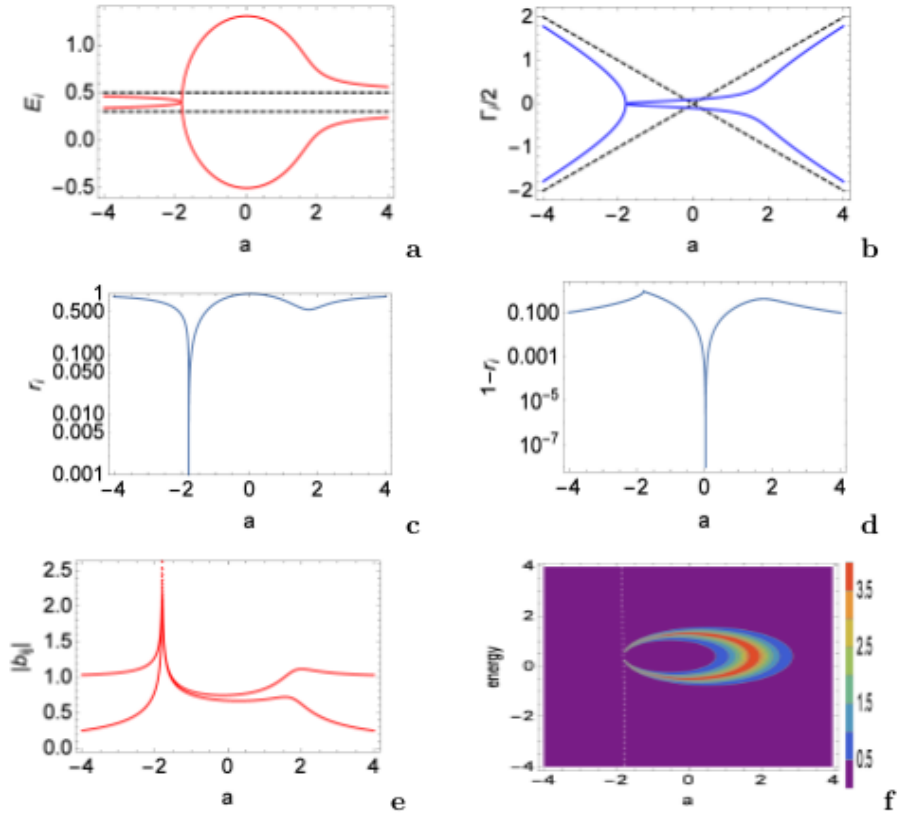 1.0
0.5
0.0
-0.5
E_i
-4 -2 0 2 4
a
a
2
1
0
-1
-2
Γ_i/2
-4 -2 0 2 4
a
b
1
0.500
0.100
0.050
0.010
0.005
0.001
r_i
-4 -2 0 2 4
a
c
0.100
0.001
10^-5
10^-7
1-r_i
-4 -2 0 2 4
a
d
2.5
2.0
1.5
1.0
0.5
0.0
|b_ij|
-4 -2 0 2 4
a
e
4
2
0
-2
-4
energy
-4 -2 0 2 4
a
3.5
2.5
1.5
0.5
f